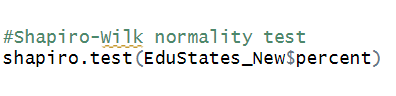 #Shapiro-Wilk normality test
shapiro.test(EduStates_New$percent)